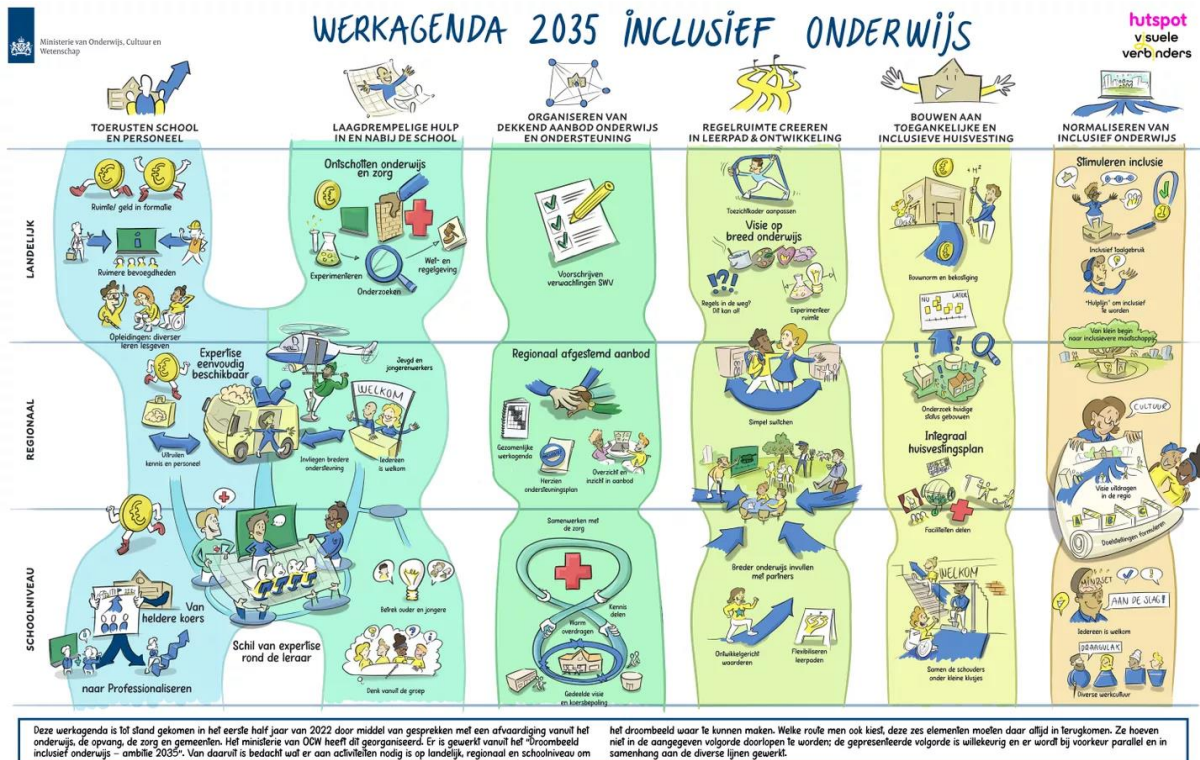 Ministerie van Onderwijs, Cultuur en
Wetenschap
WERKAGENDA 2035 INCLUSIEF ONDERWIJS
hutspot
visuele
verbinders
TOERUSTEN SCHOOL
EN PERSONEEL
LAAGDREMPELIGE HULP
IN EN NABIJ DE SCHOOL
ORGANISEREN VAN
DEKKEND AANBOD ONDERWIJS
EN ONDERSTEUNING
REGELRUIMTE CREEREN
IN LEERPAD & ONTWIKKELING
BOUWEN AAN
TOEGANKELIJKE EN
INCLUSIEVE HUISVESTING
NORMALISEREN VAN
INCLUSIEF ONDERWIJS
LANDELIJK
Ruimte/ geld in formatie
Ruimere bevoegdheden
Opleidingen: diverser
leren lesgeven
Ontschotten onderwijs
en zorg
Experimenteren
Onderzoeken
Wet- en
regelgeving
Voorschrijven
verwachtingen SWV
Toezichtkader aanpassen
Visie op
breed onderwijs
Regels in de weg?
Dit kan al!
Experimenteer
ruimte
+ M²
Bouwnorm en bekostiging
NU LATER
Stimuleren inclusie
Inclusief taalgebruik
"Hulplijn" om inclusief
te worden
Van klein begin
naar inclusievere maatschappij
REGIONAAL
Expertise
eenvoudig
beschikbaar
Uitruilen
kennis en personeel
Jeugd en
jongerenwerkers
WELKOM
Invliegen bredere
ondersteuning
Iedereen
is welkom
Regionaal afgestemd aanbod
Gezamenlijke
werkagenda
Herzien
ondersteuningsplan
Overzicht en
inzicht in aanbod
Simpel switchen
Onderzoek huidige
status gebouwen
Integraal
huisvestingsplan
Faciliteiten delen
CULTUUR
Visie uitdragen
in de regio
Doelstellingen formuleren
SCHOOLNIVEAU
Van
heldere koers
naar Professionaliseren
Schil van expertise
rond de leraar
Betrek ouder en jongere
Denk vanuit de groep
Samenwerken met
de zorg
Kennis
delen
Warm
overdragen
Gedeelde visie
en koersbepaling
Breder onderwijs invullen
met partners
Ontwikkelgericht
waarderen
Flexibiliseren
leerpaden
WELKOM
Samen de schouders
onder kleine klusjes
MINDSET
AAN DE SLAG!
Iedereen is welkom
Diverse werkcultuur
Deze werkagenda is tot stand gekomen in het eerste half jaar van 2022 door middel van gesprekken met een afvaardiging vanuit het
onderwijs, de opvang, de zorg en gemeenten. Het ministerie van OCW heeft dit georganiseerd. Er is gewerkt vanuit het "Droombeeld
inclusief onderwijs – ambitie 2035". Van daaruit is bedacht wat er aan activiteiten nodig is op landelijk, regionaal en schoolniveau om
het droombeeld waar te kunnen maken. Welke route men ook kiest, deze zes elementen moeten daar altijd in terugkomen. Ze hoeven
niet in de aangegeven volgorde doorlopen te worden; de gepresenteerde volgorde is willekeurig en er wordt bij voorkeur parallel en in
samenhang aan de diverse lijnen gewerkt.